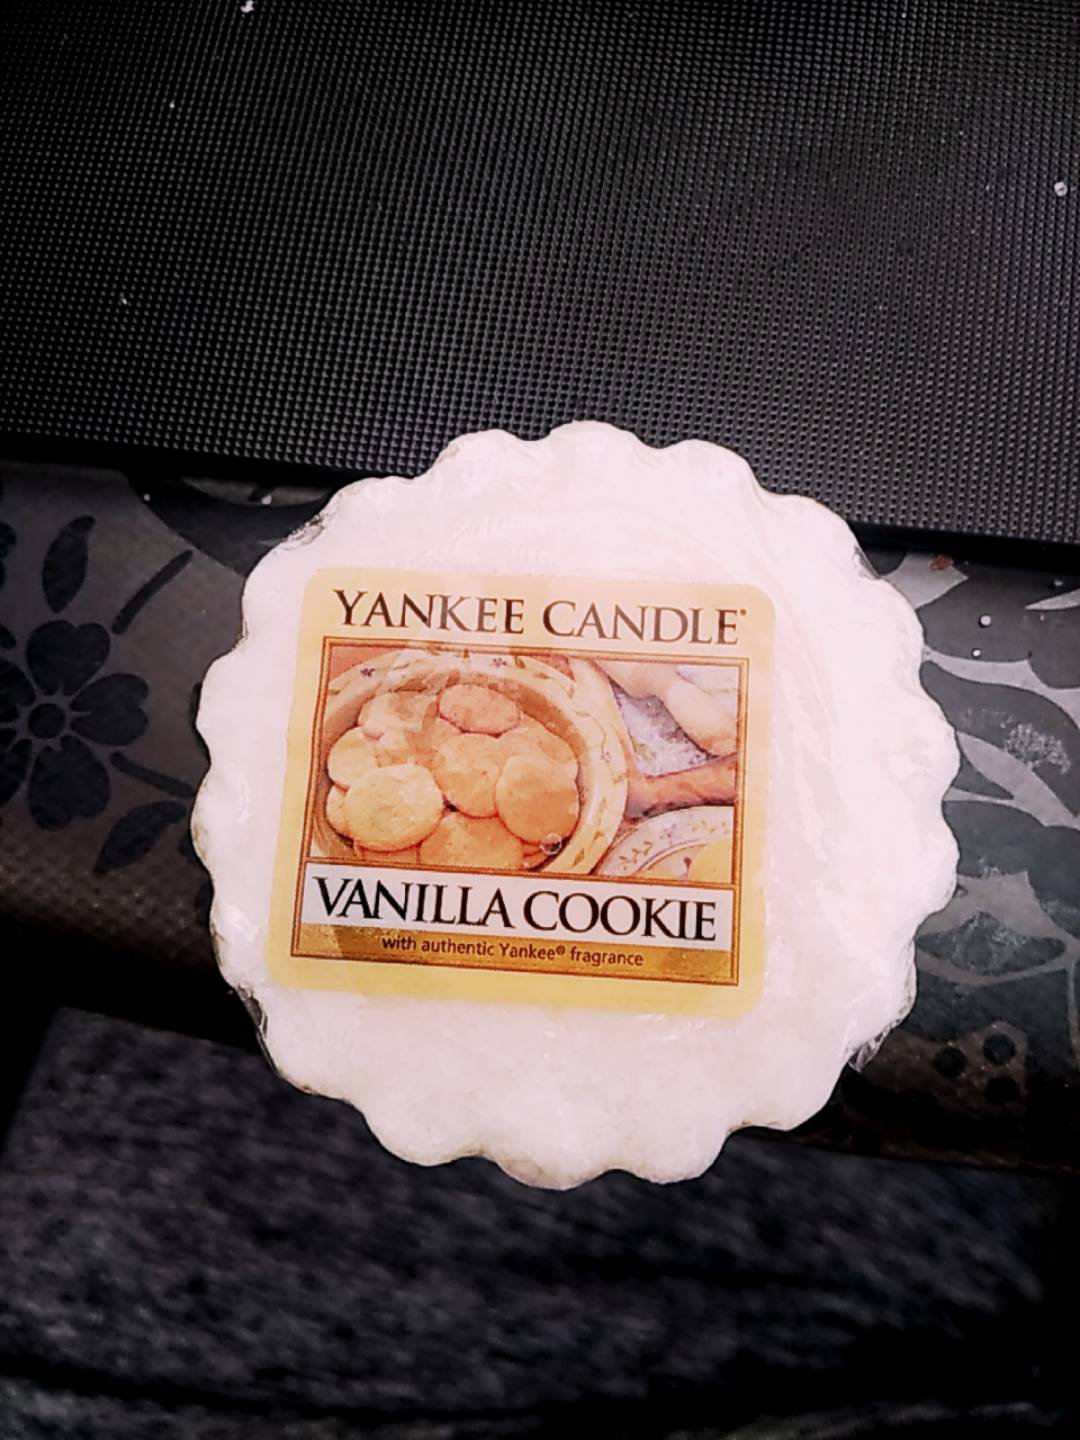 YANKEE CANDLE®
VANILLA COOKIE
with authentic Yankee® fragrance